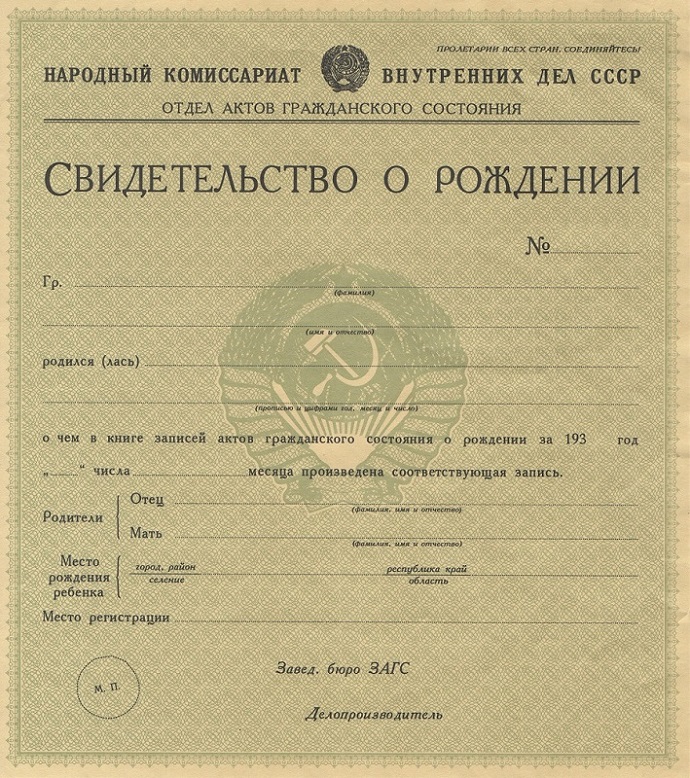 ПРОЛЕТАРИИ ВСЕХ СТРАН, СОЕДИНЯЙТЕСЬ!
НАРОДНЫЙ КОМИССАРИАТ ВНУТРЕННИХ ДЕЛ СССР
ОТДЕЛ АКТОВ ГРАЖДАНСКОГО СОСТОЯНИЯ
СВИДЕТЕЛЬСТВО О РОЖДЕНИИ
№
Гр.
(фамилия)
(имя и отчество)
родился (лась)
(прописью и цифрами год, месяц и число)
о чем в книге записей актов гражданского состояния о рождении за 193 год
„ “ числа месяца произведена соответствующая запись.
Родители
Отец
(фамилия, имя и отчество)
Мать
(фамилия, имя и отчество)
Место рождения ребенка
город, район
селение
республика край
область
Место регистрации
Завед. бюро ЗАГС
М. П.
Делопроизводитель